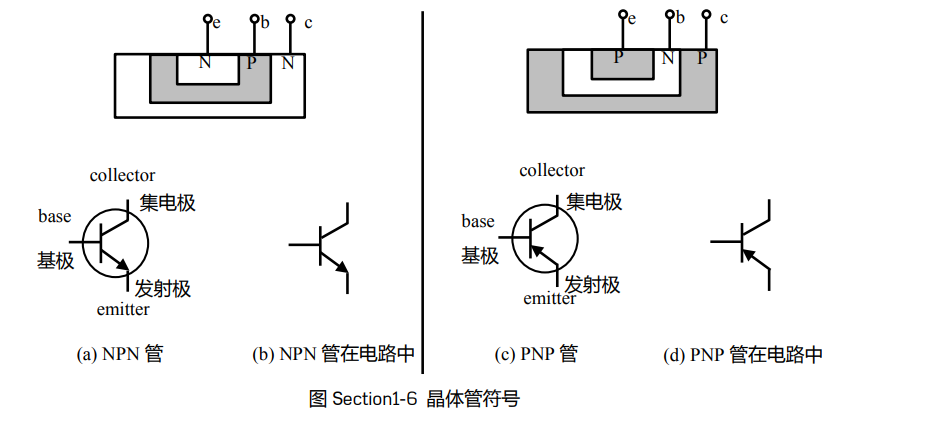 e b c
N P N
collector
集电极
base
基极
发射极
emitter
(a) NPN 管
(b) NPN 管在电路中
e b c
P N P
collector
集电极
base
基极
发射极
emitter
(c) PNP 管
(d) PNP 管在电路中
图 Section1-6 晶体管符号